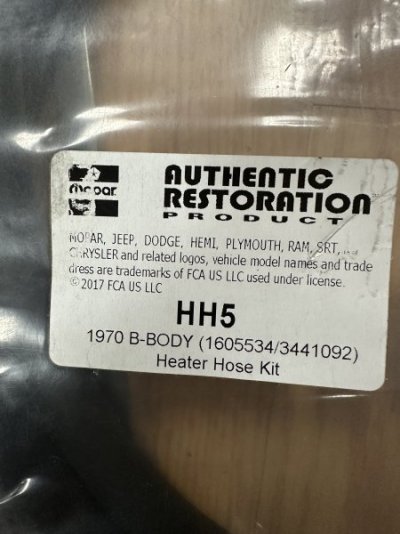 mopar
AUTHENTIC
RESTORATION
PRODUCT
MOPAR, JEEP, DODGE, HEMI, PLYMOUTH, RAM, SRT, and
CHRYSLER and related logos, vehicle model names and trade
dress are trademarks of FCA US LLC used under license.
© 2017 FCA US LLC
HH5
1970 B-BODY (1605534/3441092)
Heater Hose Kit